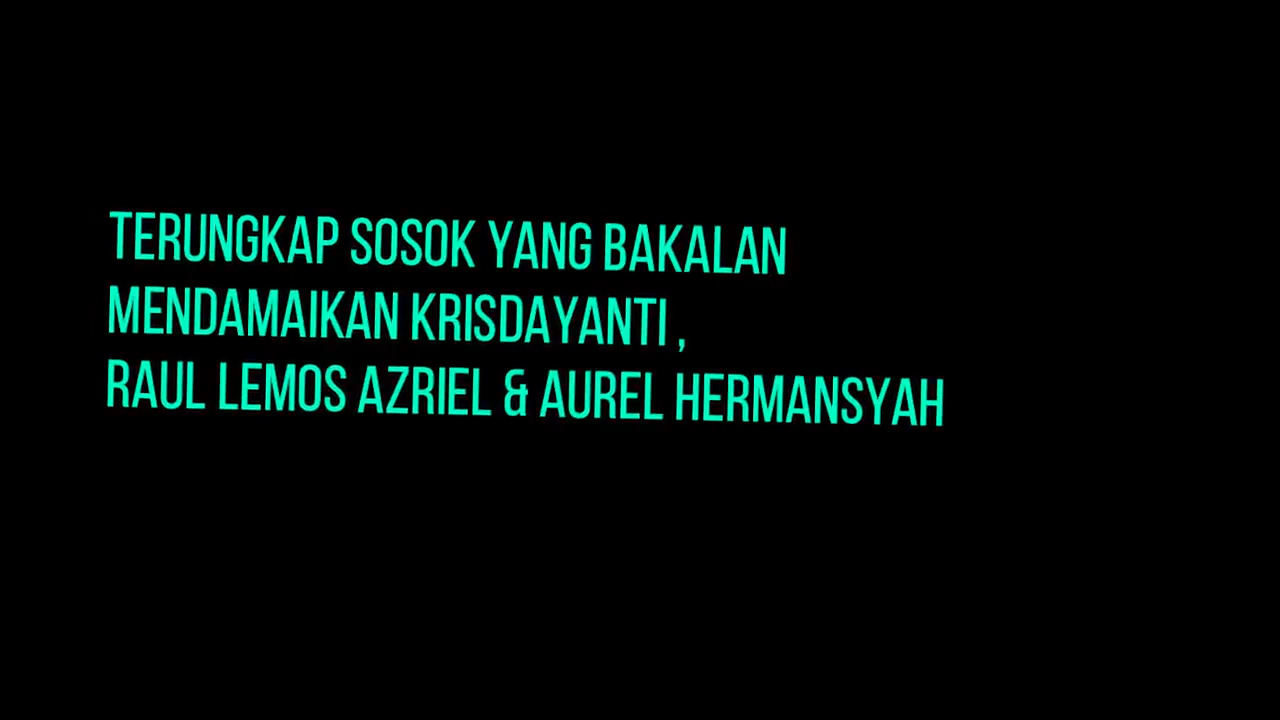 TERUNGKAP SOSOK YANG BAKALAN
MENDAMAIKAN KRISDAYANTI ,
RAUL LEMOS AZRIEL & AUREL HERMANSYAH